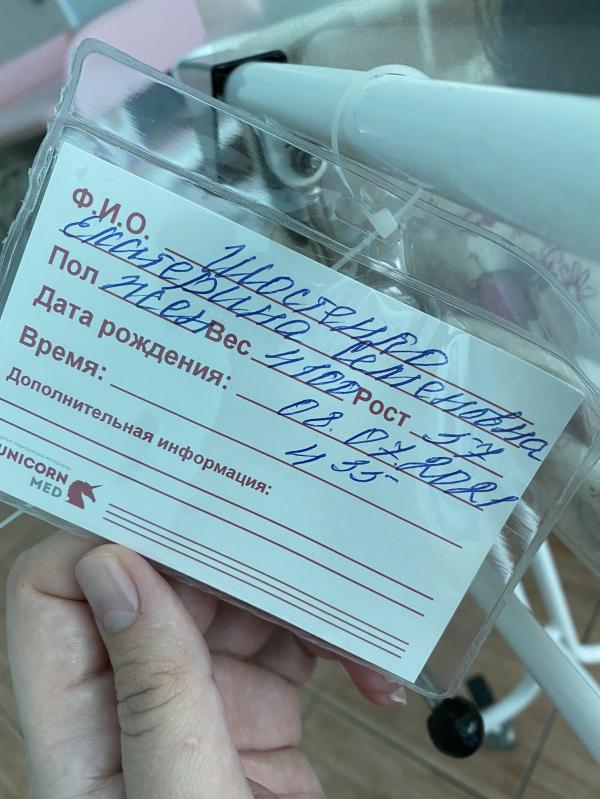 Ф.И.О. Шостенко
Екатерина Семеновна
Пол жен Вес 4100 Рост 57
Дата рождения: 08.07.2021
Время: 4 35-
Дополнительная информация:
UNICORN
MED